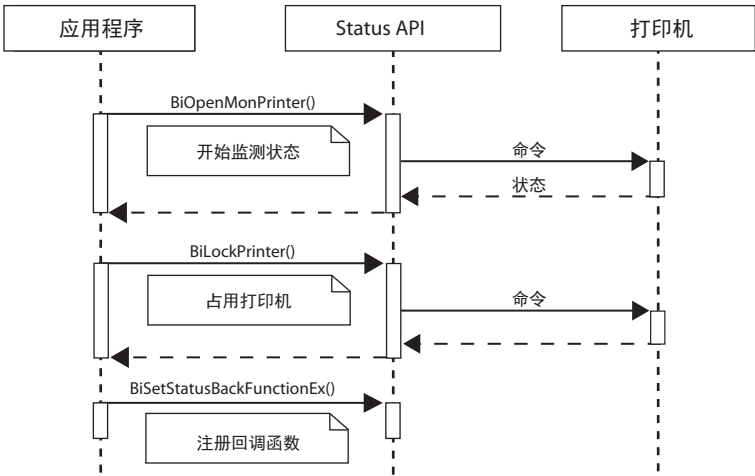 应用程序
Status API
打印机
BiOpenMonPrinter()
开始监测状态
命令
状态
BiLockPrinter()
占用打印机
命令
BiSetStatusBackFunctionEx()
注册回调函数